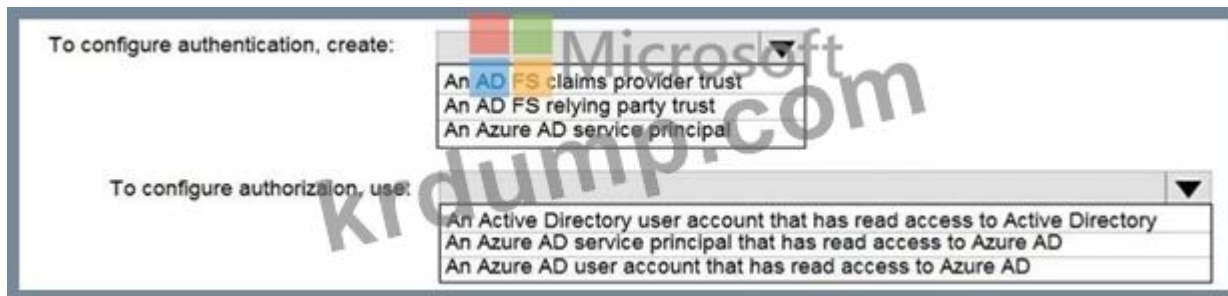 Microsoft
To configure authentication, create:
An AD FS claims provider trust
An AD FS relying party trust
An Azure AD service principal
krdump.com
To configure authorizaion, use:
An Active Directory user account that has read access to Active Directory
An Azure AD service principal that has read access to Azure AD
An Azure AD user account that has read access to Azure AD